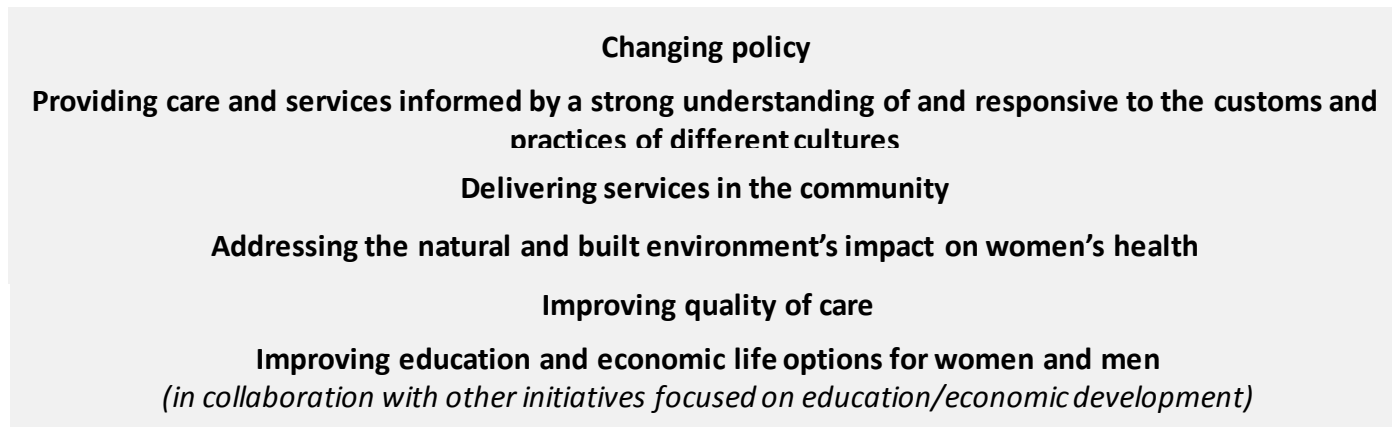 Changing policy
Providing care and services informed by a strong understanding of and responsive to the customs and
practices of different cultures
Delivering services in the community
Addressing the natural and built environment’s impact on women’s health
Improving quality of care
Improving education and economic life options for women and men
(in collaboration with other initiatives focused on education/economic development)